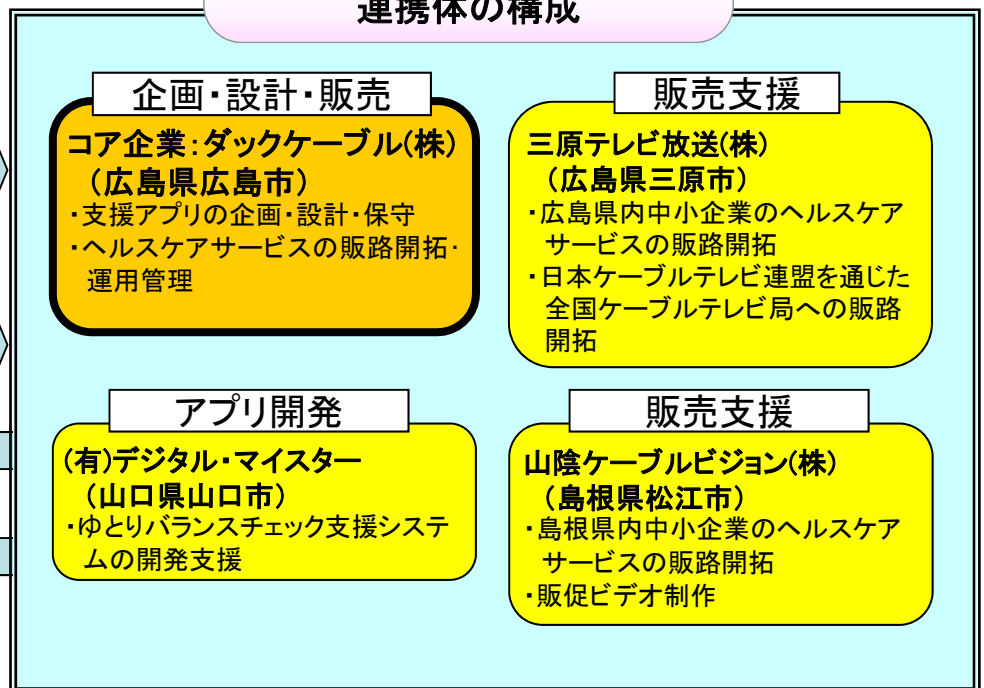 連携体の構成
企画・設計・販売
コア企業：ダックケーブル(株)
（広島県広島市）
・支援アプリの企画・設計・保守
・ヘルスケアサービスの販路開拓・
運用管理
販売支援
三原テレビ放送(株)
（広島県三原市）
・広島県内中小企業のヘルスケア
サービスの販路開拓
・日本ケーブルテレビ連盟を通じた
全国ケーブルテレビ局への販路
開拓
アプリ開発
(有)デジタル・マイスター
（山口県山口市）
・ゆとりバランスチェック支援システ
ムの開発支援
販売支援
山陰ケーブルビジョン(株)
（島根県松江市）
・島根県内中小企業のヘルスケア
サービスの販路開拓
・販促ビデオ制作